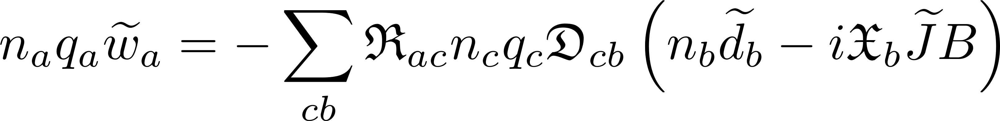 $n_a q_a \widetilde{w}_a = -\sum_{cb} \mathfrak{R}_{ac} n_c q_c \mathfrak{D}_{cb} \left( n_b \widetilde{d}_b - i \mathfrak{X}_b \widetilde{J} B \right)$